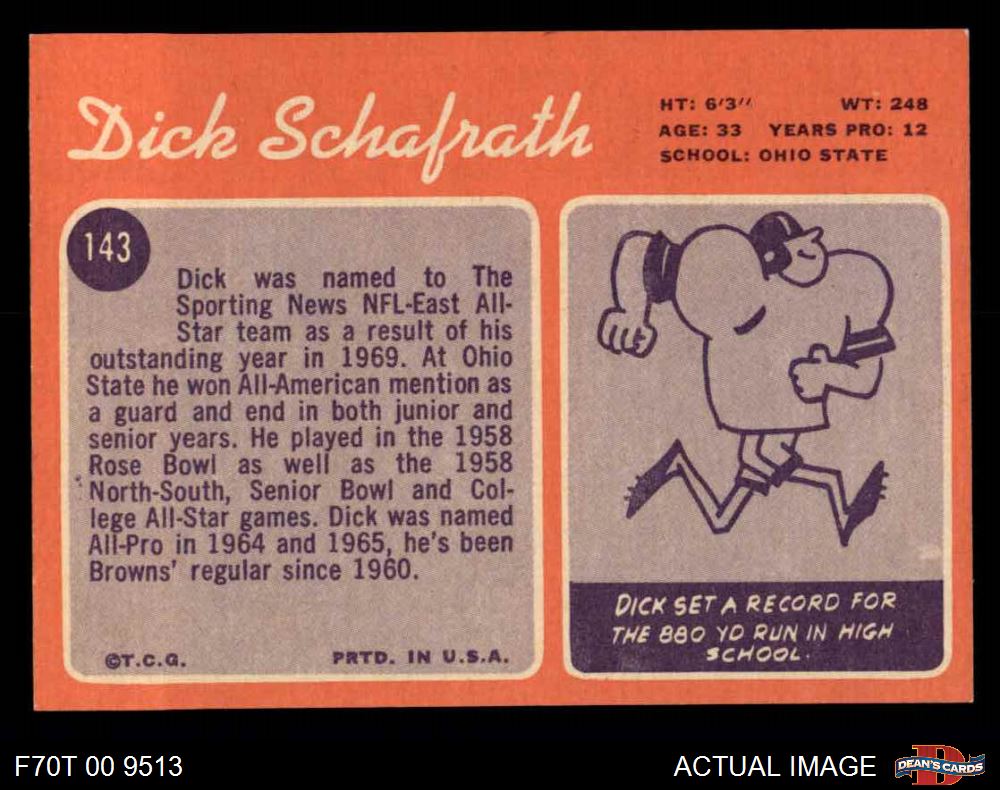 Dick Schafrath
HT: 6'3" WT: 248
AGE: 33 YEARS PRO: 12
SCHOOL: OHIO STATE
143
Dick was named to The
Sporting News NFL-East All-
Star team as a result of his
outstanding year in 1969. At Ohio
State he won All-American mention as
a guard and end in both junior and
senior years. He played in the 1958
Rose Bowl as well as the 1958
North-South, Senior Bowl and Col-
lege All-Star games. Dick was named
All-Pro in 1964 and 1965, he's been
Browns' regular since 1960.
©T.C.G. PRTD. IN U.S.A.
DICK SET A RECORD FOR
THE 880 YD RUN IN HIGH
SCHOOL.
F70T 00 9513
ACTUAL IMAGE
D
DEAN'S CARDS